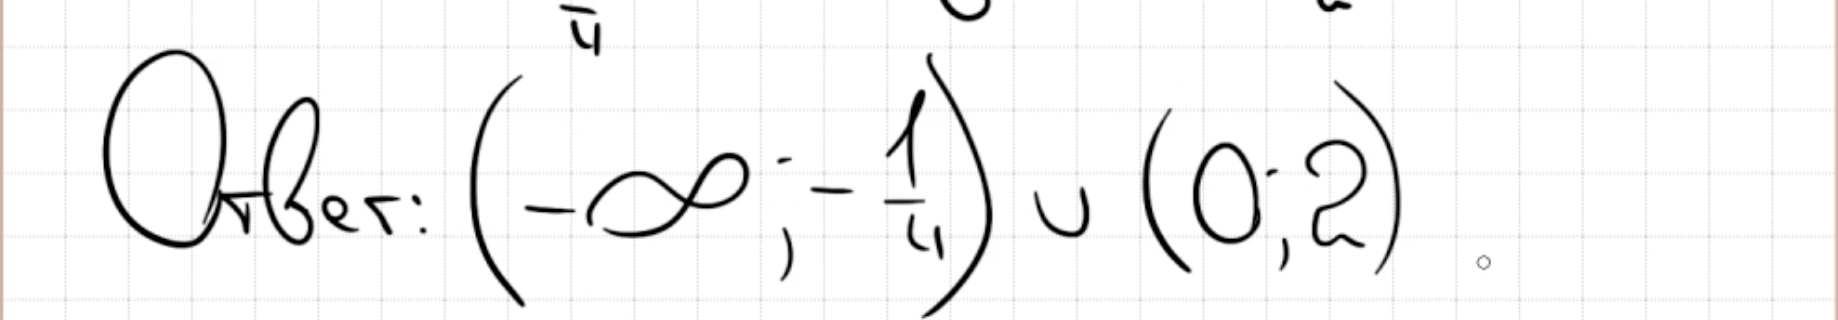 Ответ: (-∞; -1/4) ∪ (0; 2)